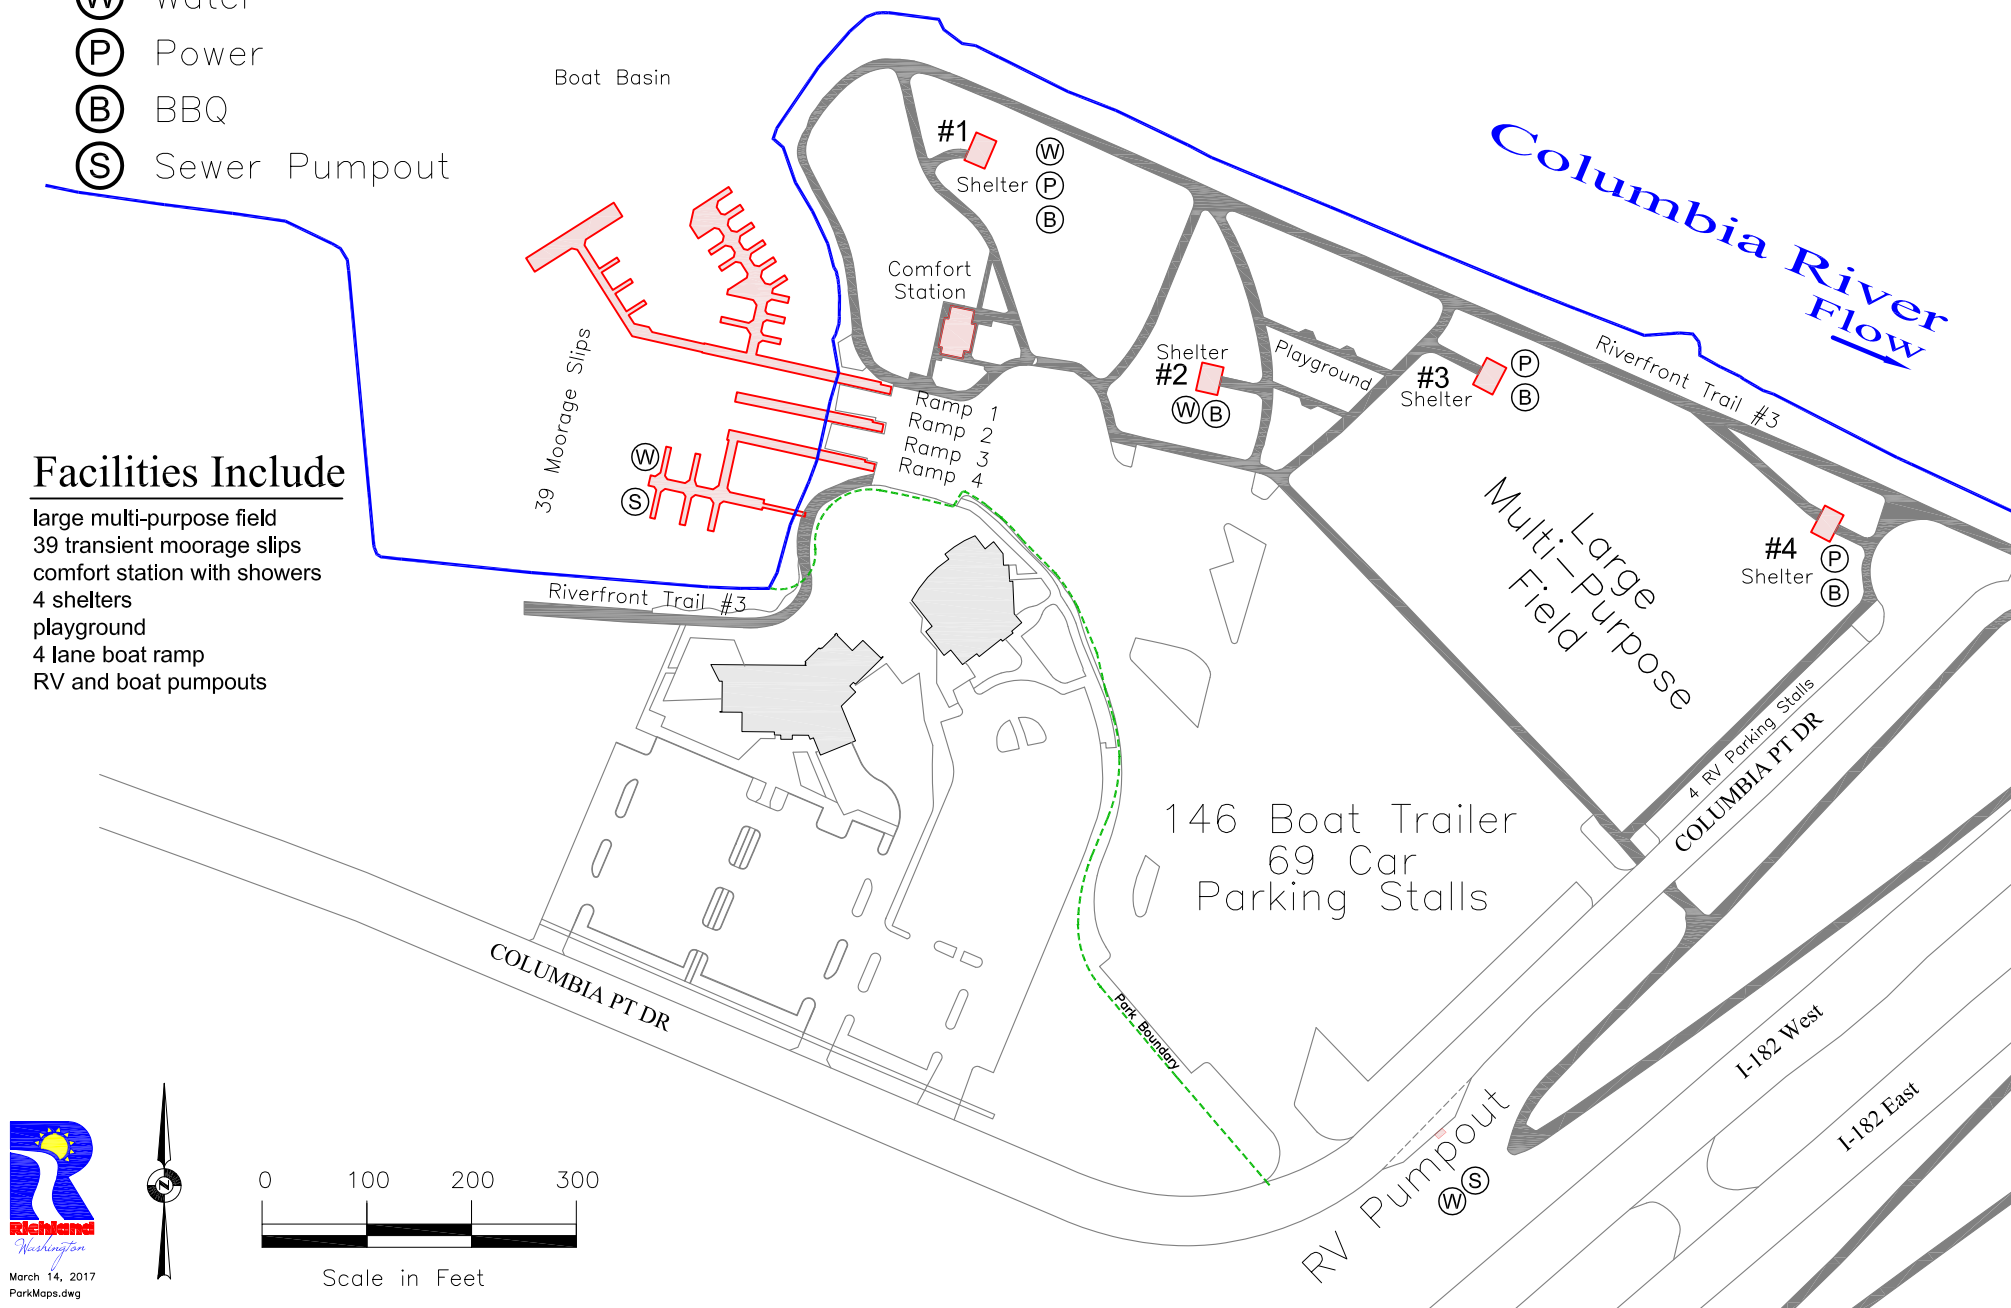 W Water
P Power
B BBQ
S Sewer Pumpout
Boat Basin
Columbia River
Flow
#1
Shelter
W
P
B
Comfort
Station
39 Moorage Slips
Shelter
#2
W B
Playground
#3
Shelter
P
B
Riverfront Trail #3
Ramp 1
Ramp 2
Ramp 3
Ramp 4
W
S
Facilities Include
large multi-purpose field
39 transient moorage slips
comfort station with showers
4 shelters
playground
4 lane boat ramp
RV and boat pumpouts
Large
Multi-Purpose
Field
#4
Shelter
P
B
Riverfront Trail #3
4 RV Parking Stalls
COLUMBIA PT DR
146 Boat Trailer
69 Car
Parking Stalls
COLUMBIA PT DR
Park Boundary
I-182 West
I-182 East
RV Pumpout
W S
Richland
Washington
March 14, 2017
ParkMaps.dwg
N
0 100 200 300
Scale in Feet